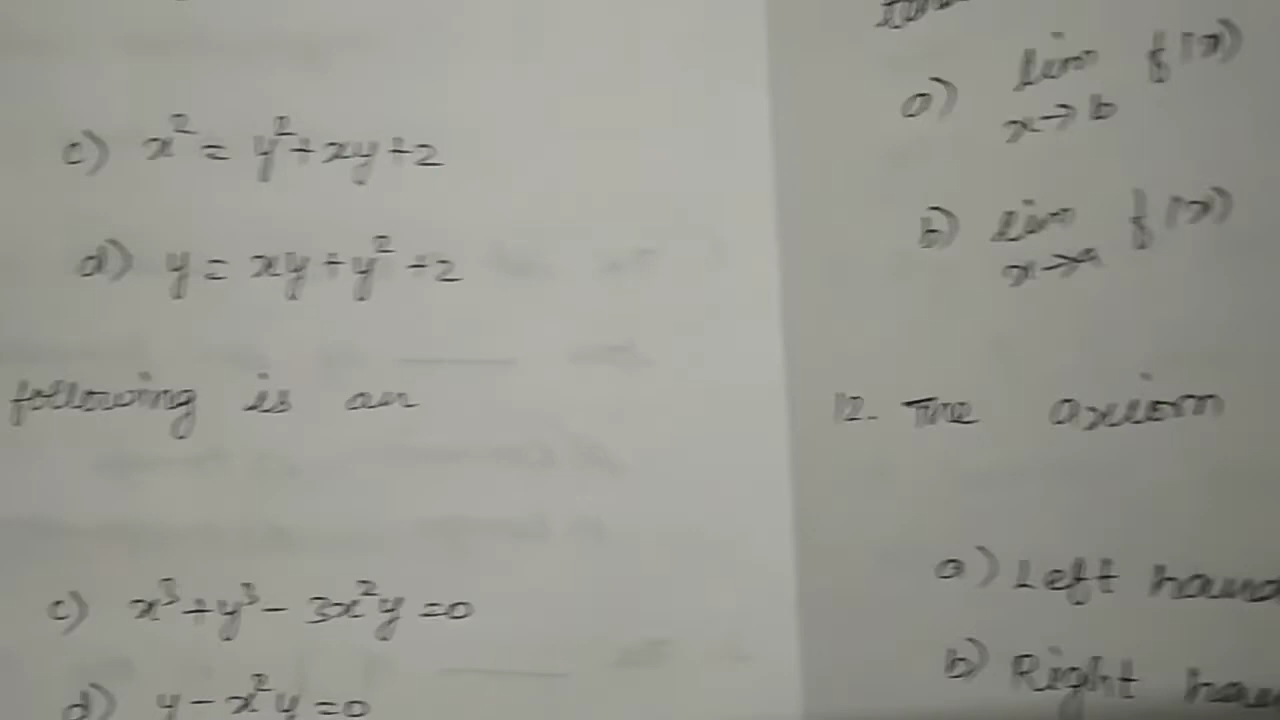 c) x² = y² + xy + 2
d) y = xy + y² + 2
following is an
c) x³ + y³ - 3x²y = 0
d) y - x²y = 0
a) lim f(x)
x→b
b) lim f(x)
x→a
12. The axiom
a) Left hand
b) Right